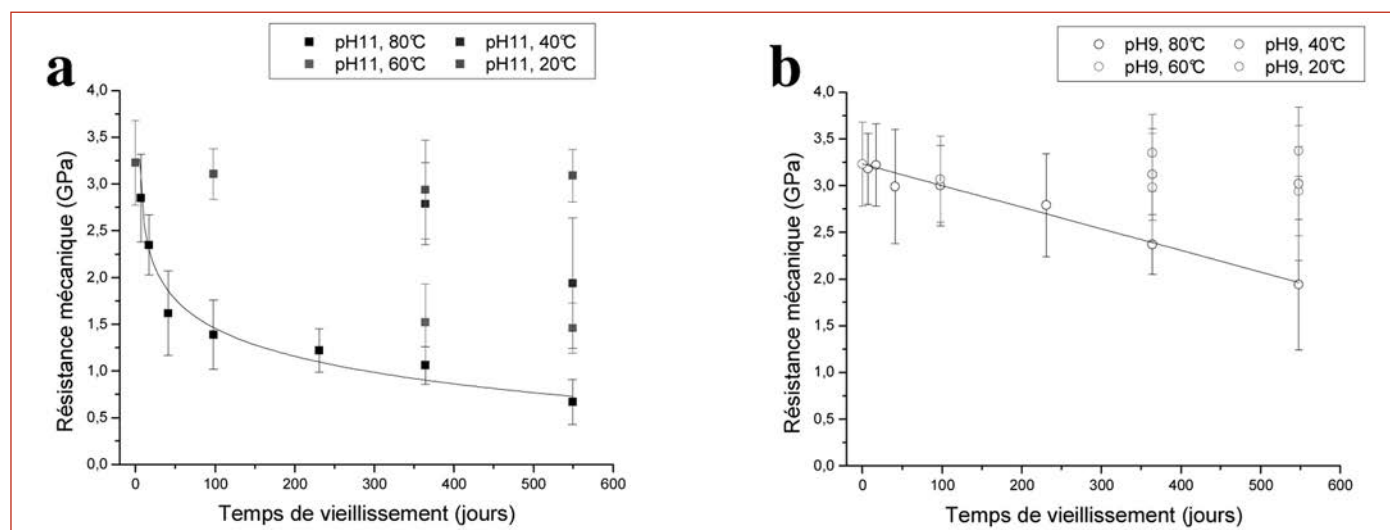 a
pH11, 80°C
pH11, 40°C
pH11, 60°C
pH11, 20°C
4,0
3,5
3,0
2,5
2,0
1,5
1,0
0,5
0,0
Résistance mécanique (GPa)
0
100
200
300
400
500
600
Temps de vieillissement (jours)
b
pH9, 80°C
pH9, 40°C
pH9, 60°C
pH9, 20°C
4,0
3,5
3,0
2,5
2,0
1,5
1,0
0,5
0,0
Résistance mécanique (GPa)
0
100
200
300
400
500
600
Temps de vieillissement (jours)